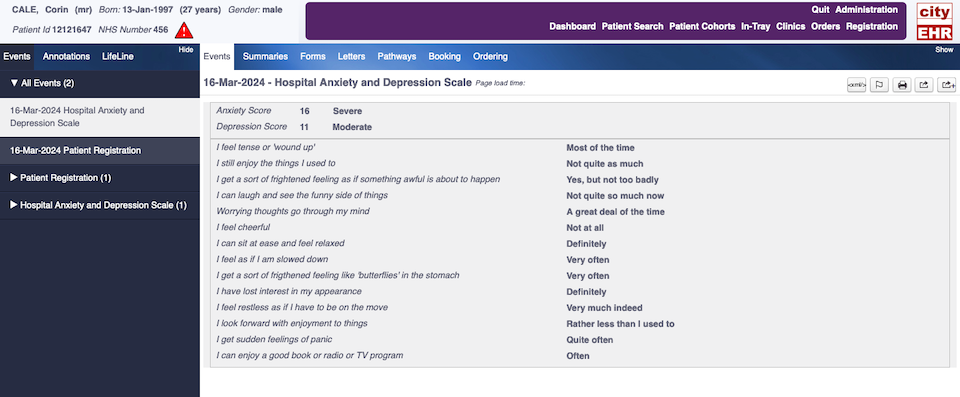 CALE, Corin (mr) Born: 13-Jan-1997 (27 years) Gender: male
Patient Id 12121647 NHS Number 456
Quit Administration
Dashboard Patient Search Patient Cohorts In-Tray Clinics Orders Registration
city
EHR
Hide
Events Annotations LifeLine
Events Summaries Forms Letters Pathways Booking Ordering
Show
▼ All Events (2)
16-Mar-2024 Hospital Anxiety and
Depression Scale
16-Mar-2024 Patient Registration
▶ Patient Registration (1)
▶ Hospital Anxiety and Depression Scale (1)
16-Mar-2024 - Hospital Anxiety and Depression Scale Page load time:
<xml/>
Anxiety Score 16 Severe
Depression Score 11 Moderate
I feel tense or 'wound up' Most of the time
I still enjoy the things I used to Not quite as much
I get a sort of frightened feeling as if something awful is about to happen Yes, but not too badly
I can laugh and see the funny side of things Not quite so much now
Worrying thoughts go through my mind A great deal of the time
I feel cheerful Not at all
I can sit at ease and feel relaxed Definitely
I feel as if I am slowed down Very often
I get a sort of frigthened feeling like 'butterflies' in the stomach Very often
I have lost interest in my appearance Definitely
I feel restless as if I have to be on the move Very much indeed
I look forward with enjoyment to things Rather less than I used to
I get sudden feelings of panic Quite often
I can enjoy a good book or radio or TV program Often